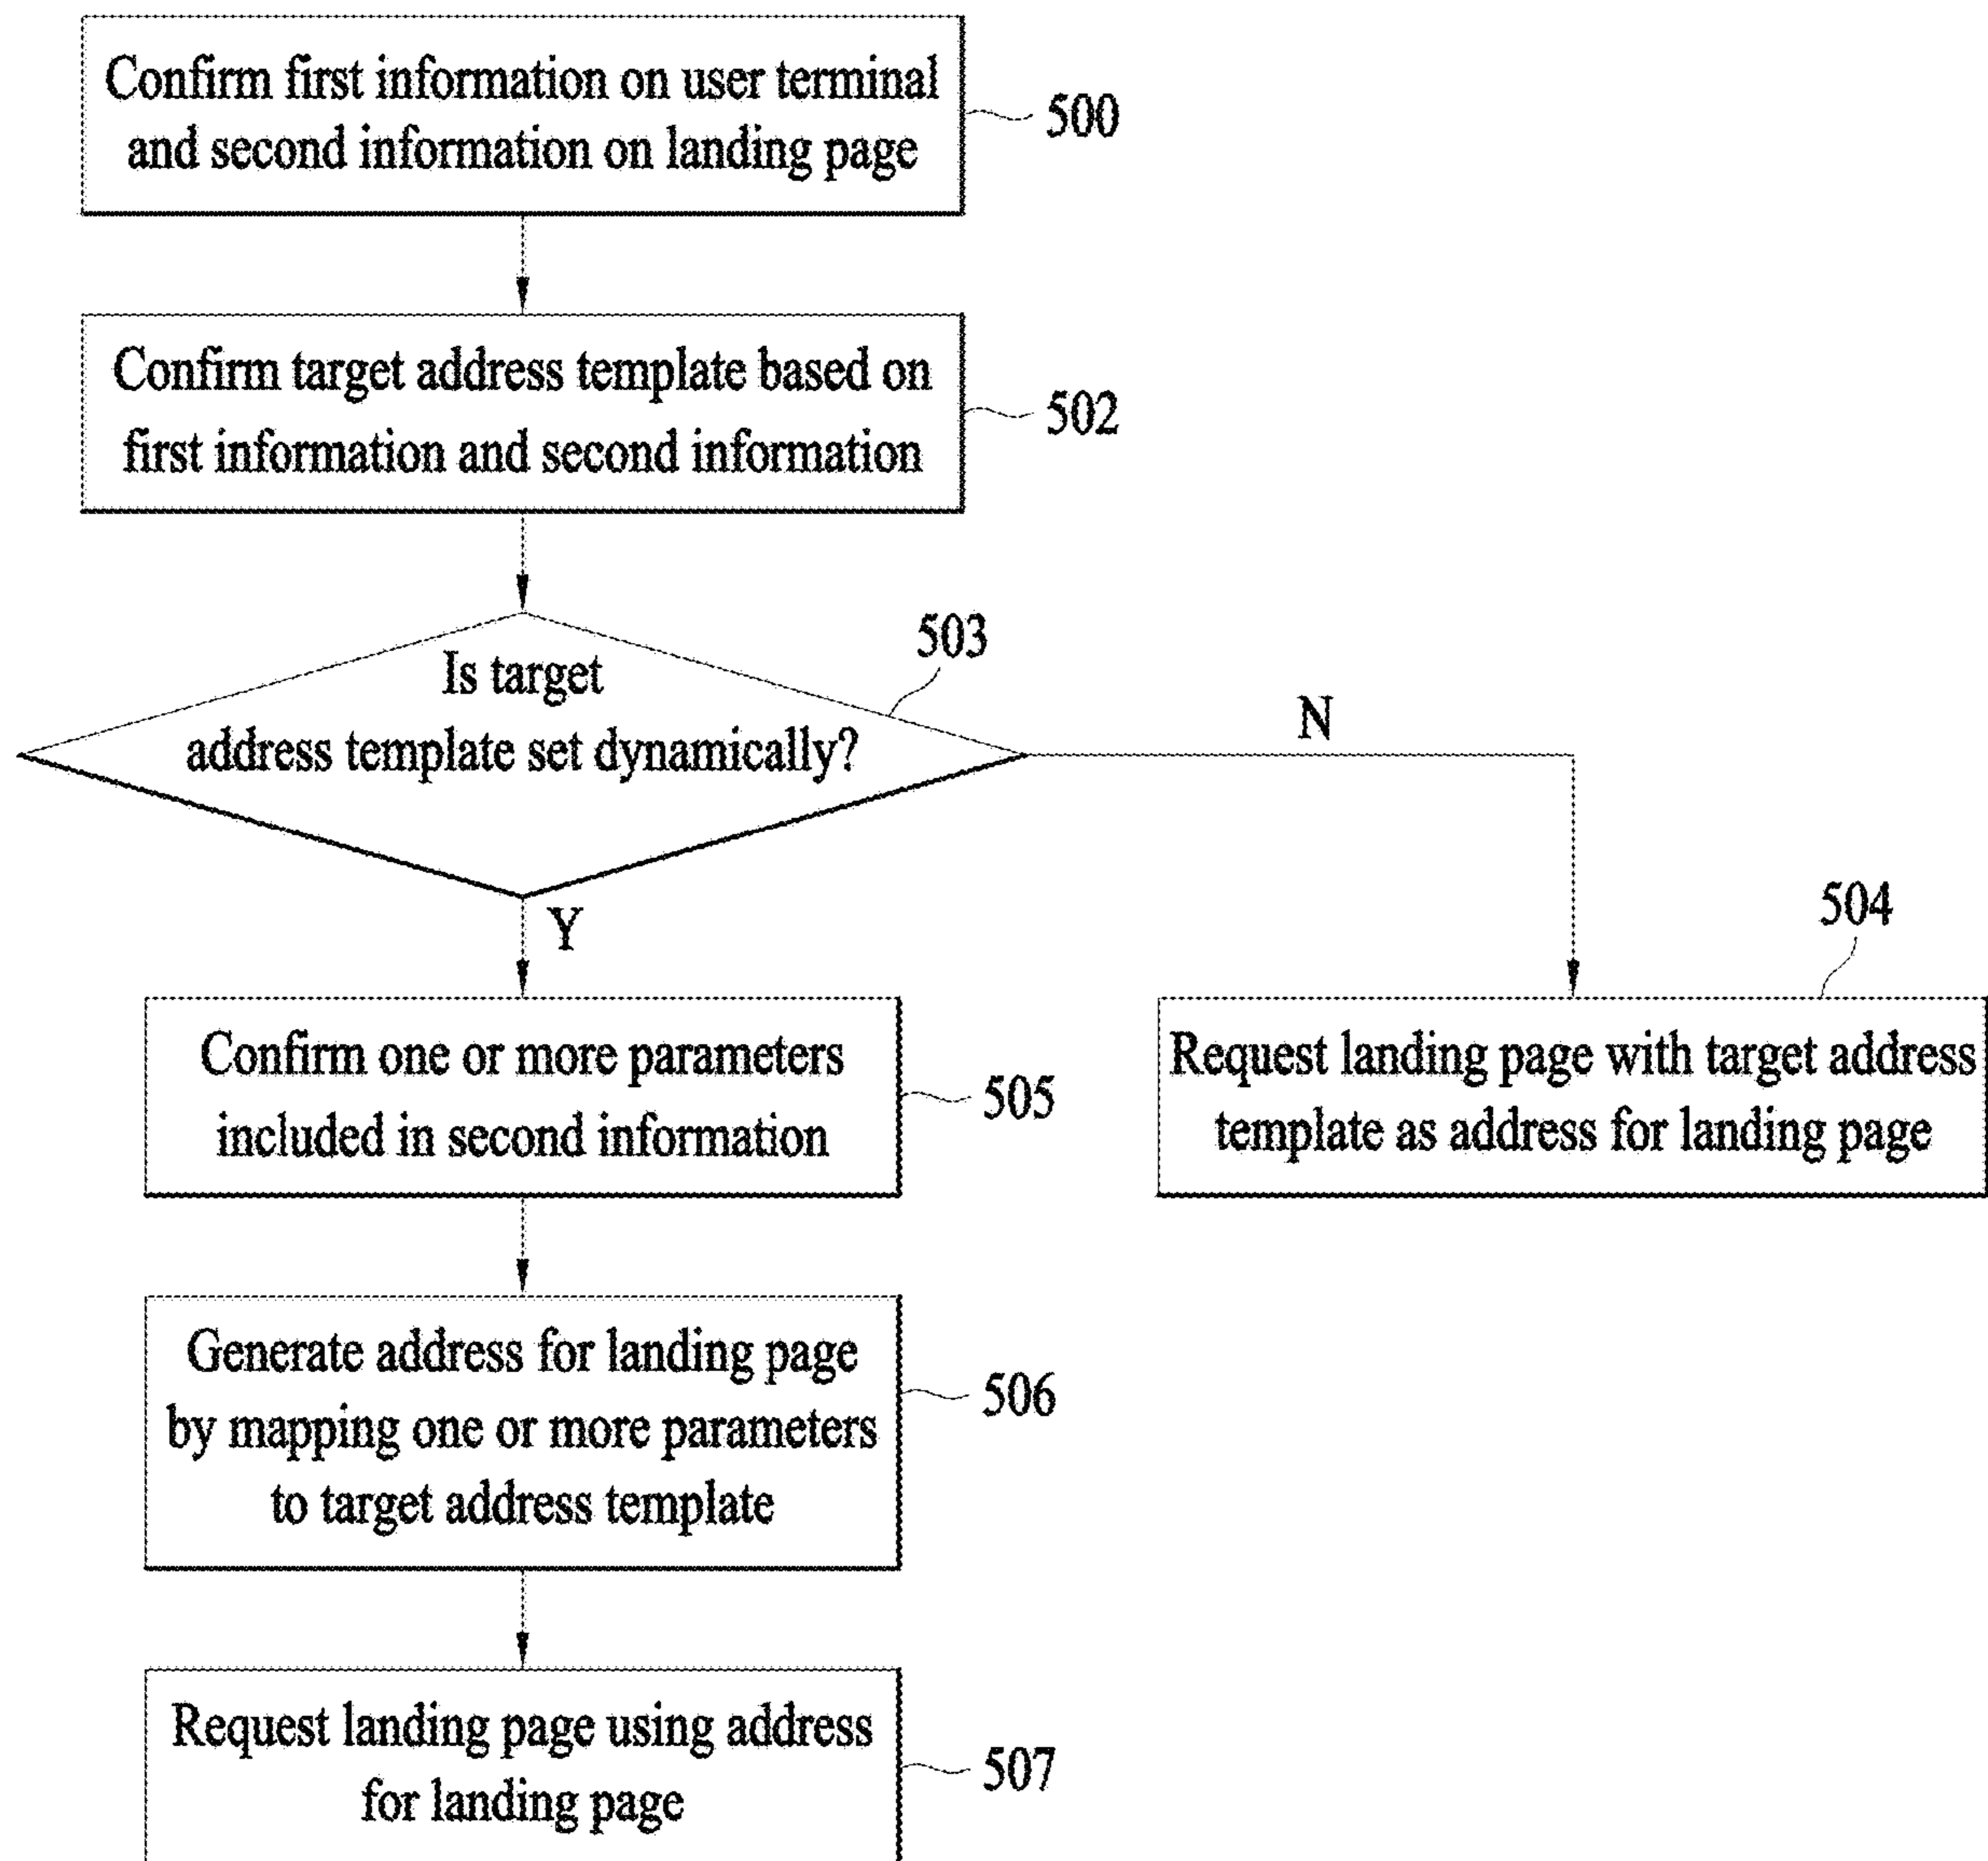 Confirm first information on user terminal
and second information on landing page
500
Confirm target address template based on
first information and second information
502
503
Is target
address template set dynamically?
N
Y
504
Confirm one or more parameters
included in second information
505
Request landing page with target address
template as address for landing page
Generate address for landing page
by mapping one or more parameters
to target address template
506
Request landing page using address
for landing page
507